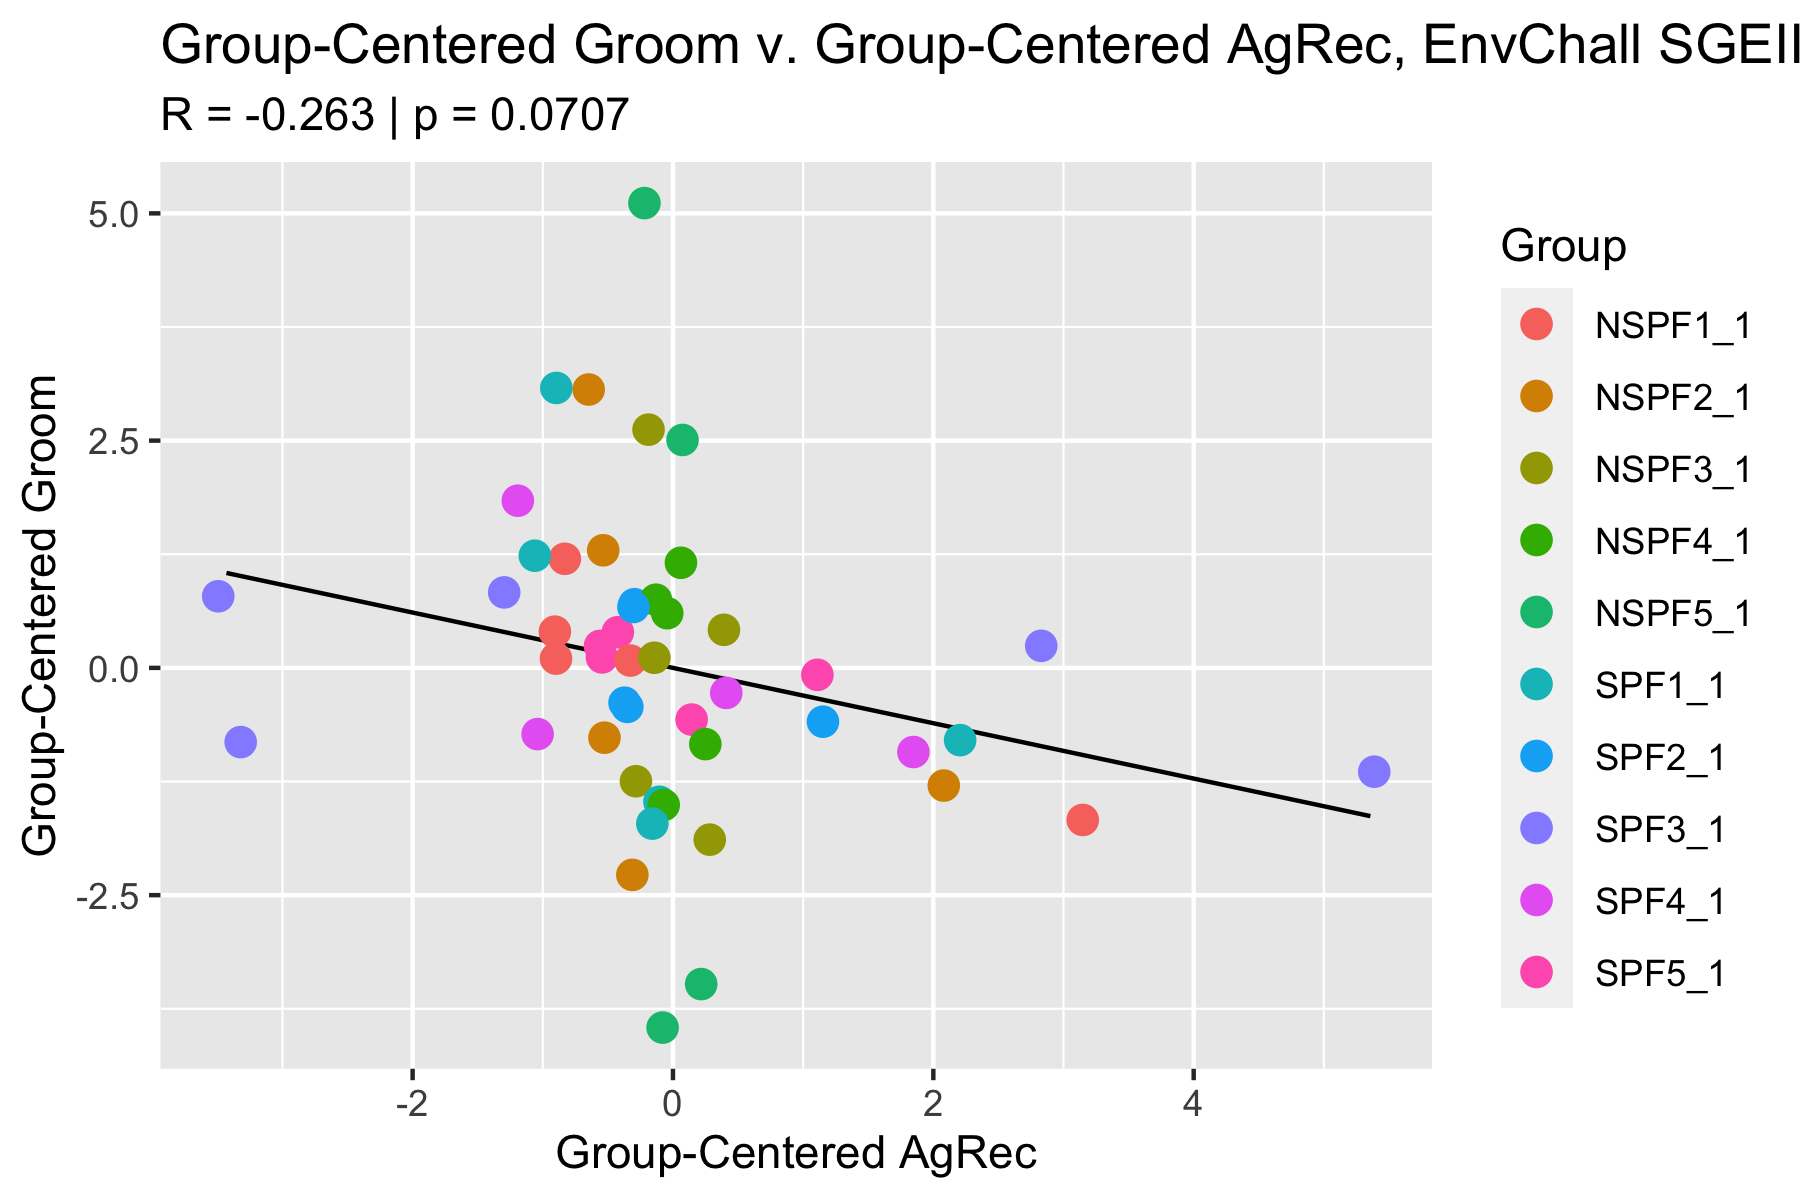 Group-Centered Groom v. Group-Centered AgRec, EnvChall SGEII
R = -0.263 | p = 0.0707
Group-Centered Groom
5.0
2.5
0.0
-2.5
-2
0
2
4
Group-Centered AgRec
Group
NSPF1_1
NSPF2_1
NSPF3_1
NSPF4_1
NSPF5_1
SPF1_1
SPF2_1
SPF3_1
SPF4_1
SPF5_1